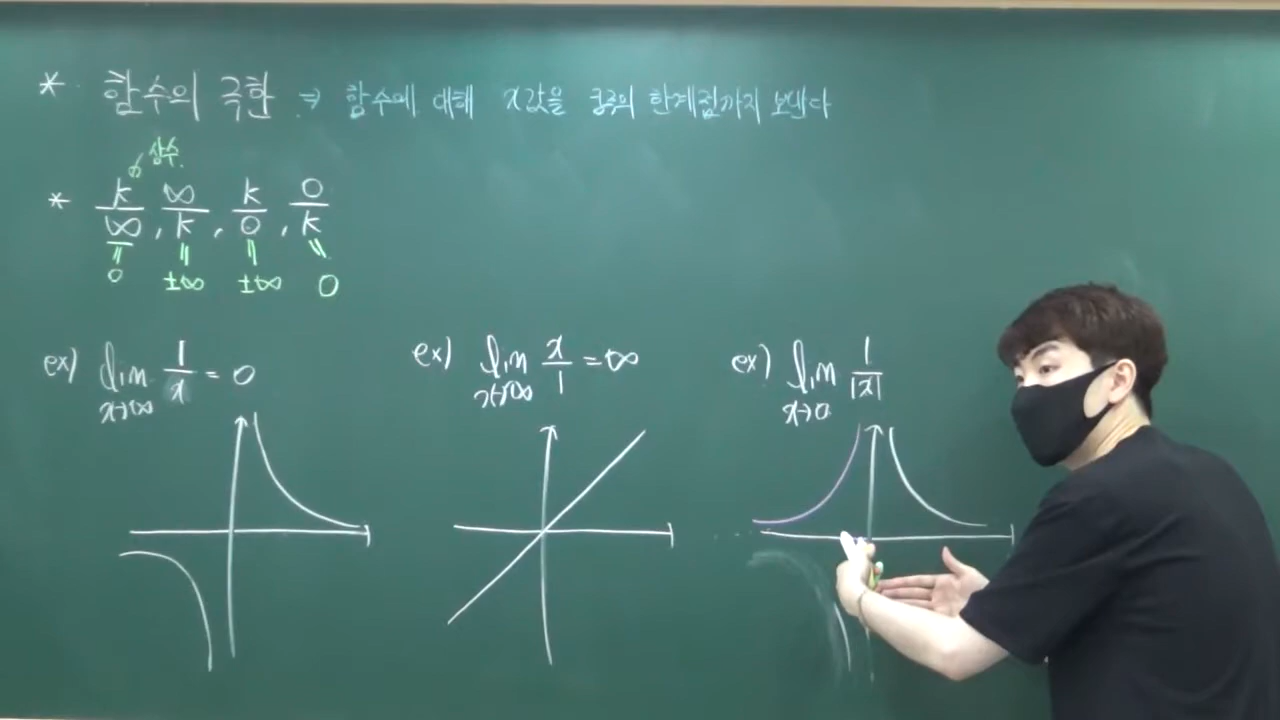 * 함수의 극한 ⇒ 함수에 대해 x값을 궁극의 한계점까지 보낸다
상수
* k/∞, ∞/k, k/0, 0/k
0 ±∞ ±∞ 0
ex) lim x→∞ 1/x = 0 ex) lim x→∞ x/1 = ∞ ex) lim x→0 1/|x|